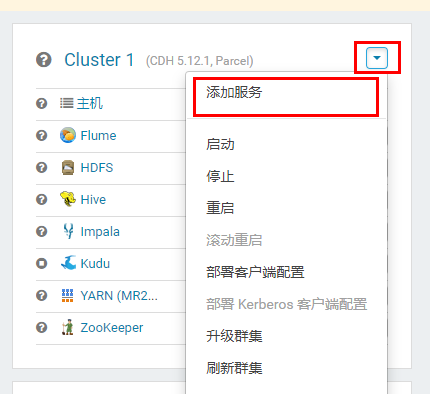 Cluster 1 (CDH 5.12.1, Parcel)
主机
Flume
HDFS
Hive
Impala
Kudu
YARN (MR2...
ZooKeeper
添加服务
启动
停止
重启
滚动重启
部署客户端配置
部署 Kerberos 客户端配置
升级群集
刷新群集